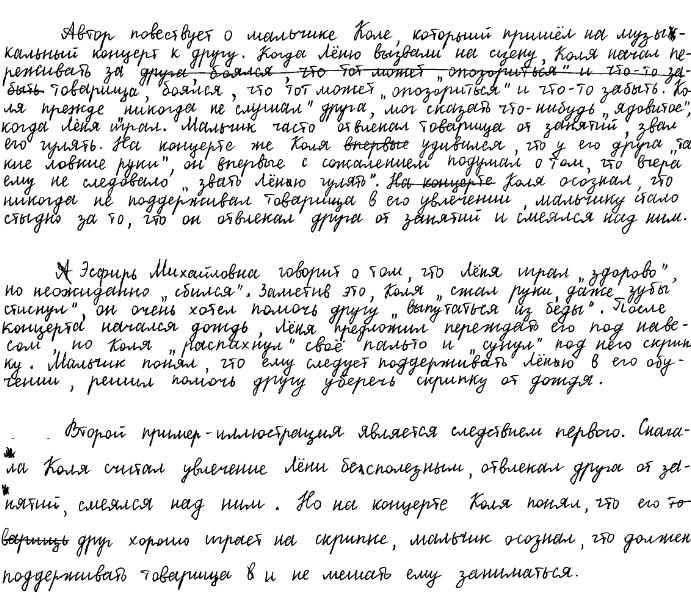 Автор повествует о мальчике Коле, который пришёл на музы-
кальный концерт к другу. Когда Лёню вызвали на сцену, Коля начал пе-
реживать за друга боялся, что тот может „опозориться" и что-то за-
быть товарища, боялся, что тот может „опозориться" и что-то забыть. Ко-
ля прежде „никогда не слушал" друга, мог сказать что-нибудь „ядовитое",
когда Лёня играл. Мальчик часто отвлекал товарища от занятий, звал
его гулять. На концерте же Коля впервые удивился, что у его друга „та
кие ловкие руки", он впервые с сожалением подумал о том, что вчера
ему не следовало „звать Лёню гулять". На концерте Коля осознал, что
никогда не поддерживал товарища в его увлечении, мальчику стало
стыдно за то, что он отвлекал друга от занятий и смеялся над ним.
А Эсфирь Михайловна говорит о том, что Лёня играл „здорово",
но неожиданно „сбился". Заметив это, Коля „сжал руки, даже зубы
стиснул", он очень хотел помочь другу „выпутаться из беды". После
концерта начался дождь, Лёня предложил переждать его под наве-
сом, но Коля „распахнул" своё пальто и „сунул" под него скрип
ку. Мальчик понял, что ему следует поддерживать Лёню в его обу-
чении, решил помочь другу уберечь скрипку от дождя.
Второй пример-иллюстрация является следствием первого. Снача-
ла Коля считал увлечение Лёни бесполезным, отвлекал друга от за-
нятий, смеялся над ним. Но на концерте Коля понял, что его то-
варищь друг хорошо играет на скрипке, мальчик осознал, что должен
поддерживать товарища в и не мешать ему заниматься.